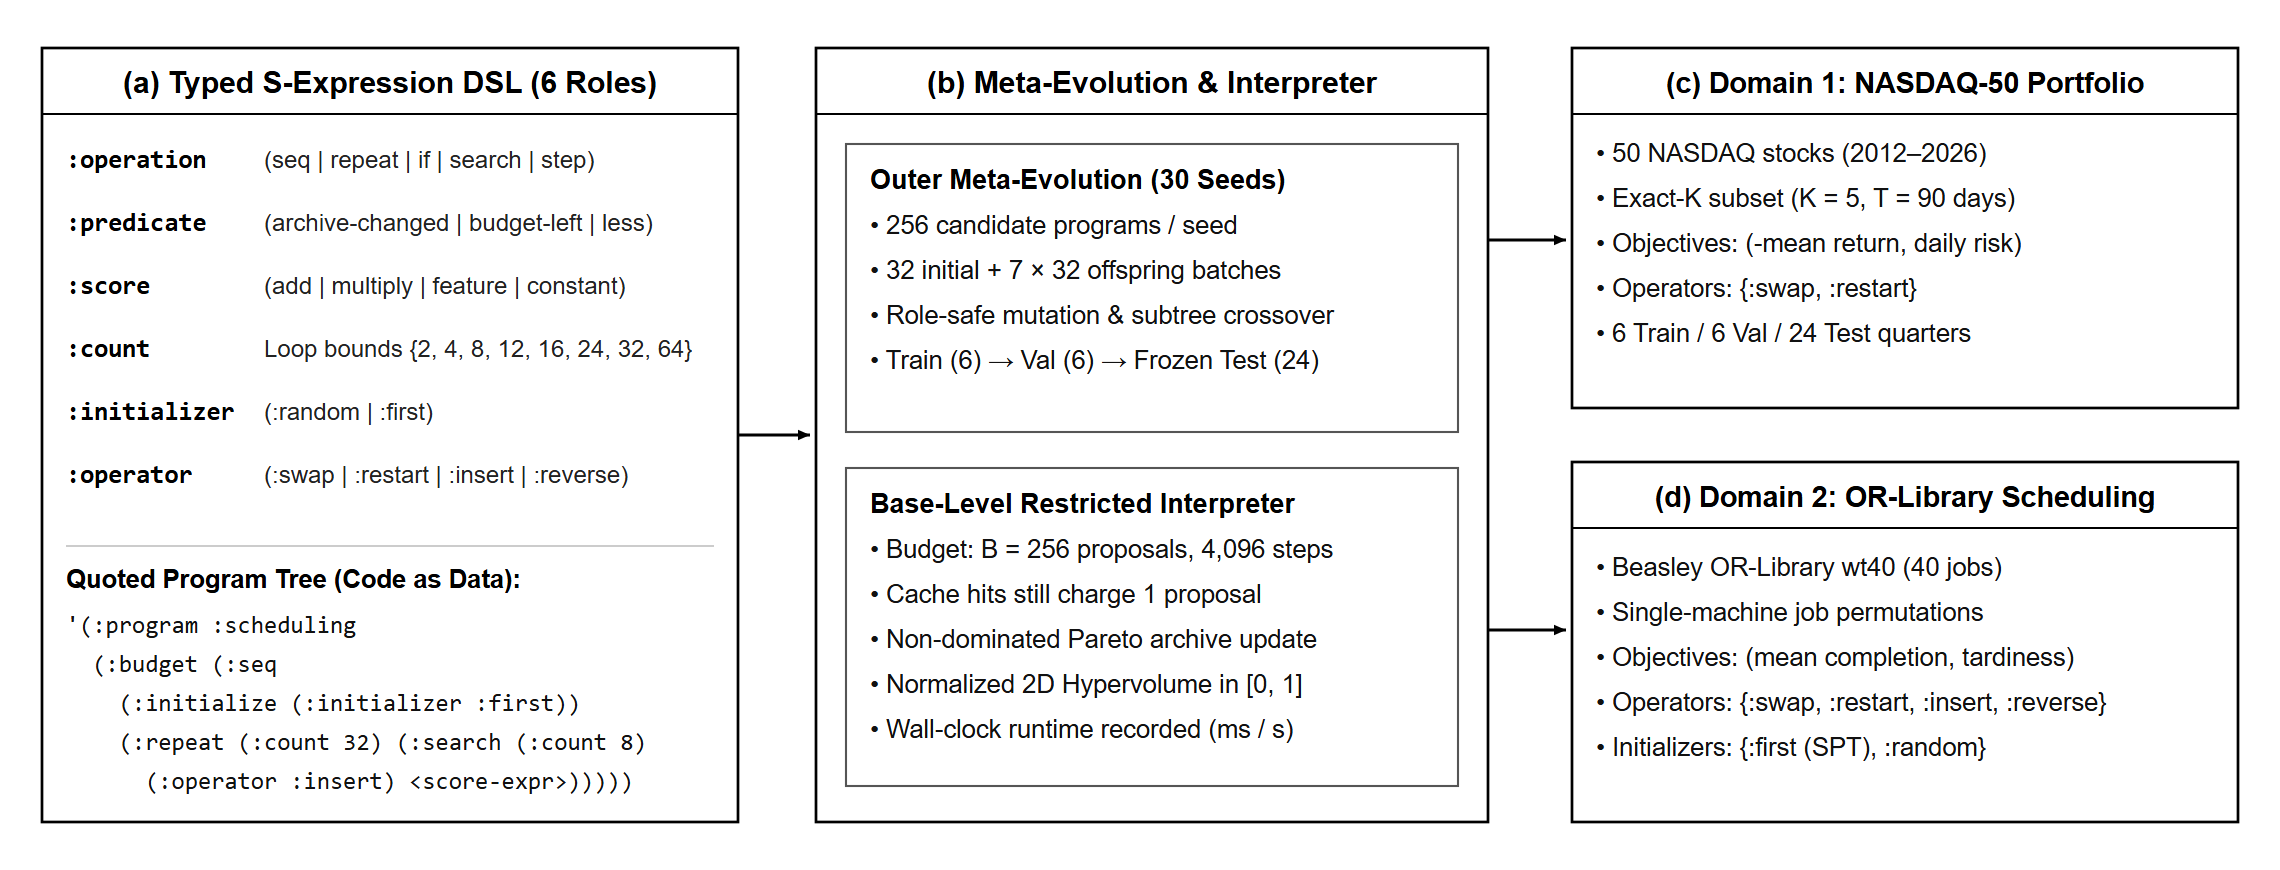 (a) Typed S-Expression DSL (6 Roles)
:operation (seq | repeat | if | search | step)
:predicate (archive-changed | budget-left | less)
:score (add | multiply | feature | constant)
:count Loop bounds {2, 4, 8, 12, 16, 24, 32, 64}
:initializer (:random | :first)
:operator (:swap | :restart | :insert | :reverse)
Quoted Program Tree (Code as Data):
'(:program :scheduling
(:budget (:seq
(:initialize (:initializer :first))
(:repeat (:count 32) (:search (:count 8)
(:operator :insert) <score-expr>)))))
(b) Meta-Evolution & Interpreter
Outer Meta-Evolution (30 Seeds)
• 256 candidate programs / seed
• 32 initial + 7 × 32 offspring batches
• Role-safe mutation & subtree crossover
• Train (6) → Val (6) → Frozen Test (24)
Base-Level Restricted Interpreter
• Budget: B = 256 proposals, 4,096 steps
• Cache hits still charge 1 proposal
• Non-dominated Pareto archive update
• Normalized 2D Hypervolume in [0, 1]
• Wall-clock runtime recorded (ms / s)
(c) Domain 1: NASDAQ-50 Portfolio
• 50 NASDAQ stocks (2012–2026)
• Exact-K subset (K = 5, T = 90 days)
• Objectives: (-mean return, daily risk)
• Operators: {:swap, :restart}
• 6 Train / 6 Val / 24 Test quarters
(d) Domain 2: OR-Library Scheduling
• Beasley OR-Library wt40 (40 jobs)
• Single-machine job permutations
• Objectives: (mean completion, tardiness)
• Operators: {:swap, :restart, :insert, :reverse}
• Initializers: {:first (SPT), :random}